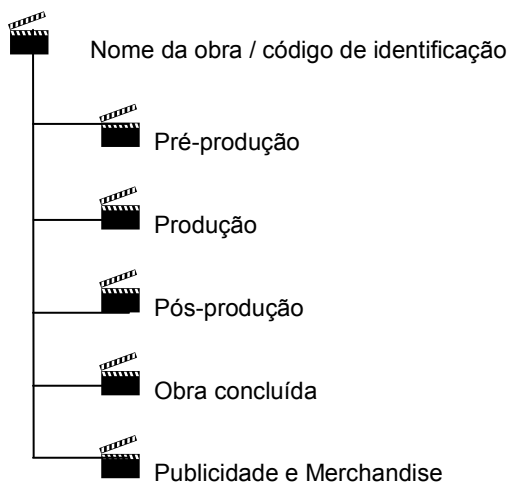 Nome da obra / código de identificação
Pré-produção
Produção
Pós-produção
Obra concluída
Publicidade e Merchandise